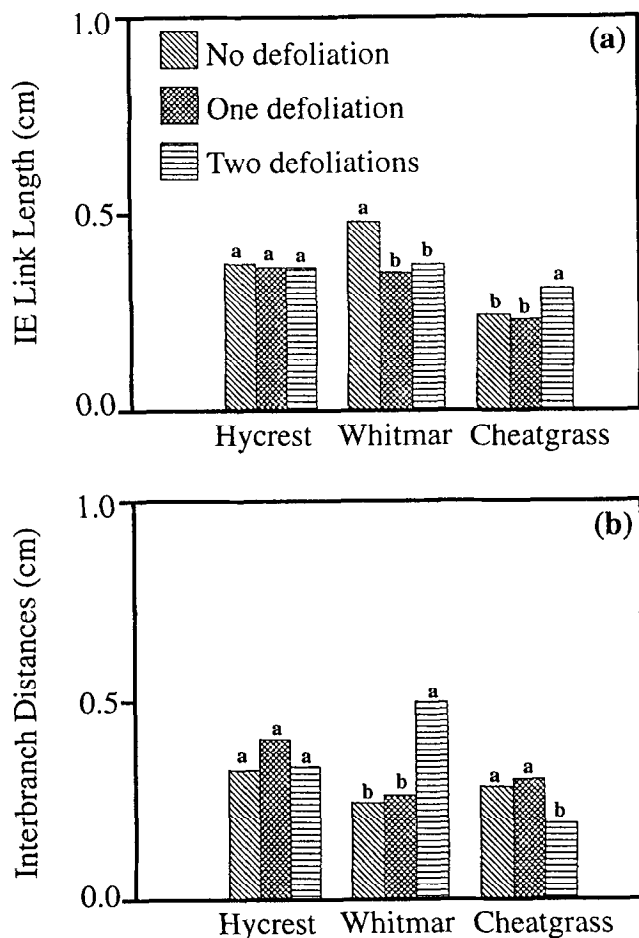 1.0
(a)
No defoliation
One defoliation
Two defoliations
IE Link Length (cm)
0.5
a a a
a b b
b b a
0.0
Hycrest Whitmar Cheatgrass
1.0
(b)
Interbranch Distances (cm)
0.5
a a a
b b a
a a b
0.0
Hycrest Whitmar Cheatgrass